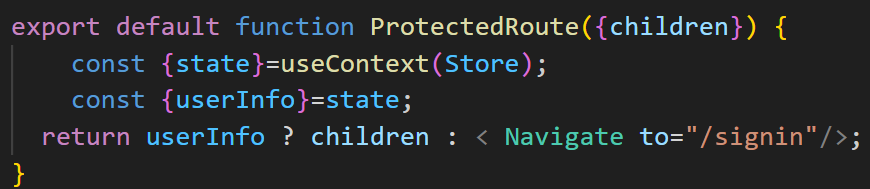 export default function ProtectedRoute({children}) {
    const {state}=useContext(Store);
    const {userInfo}=state;
  return userInfo ? children : < Navigate to="/signin"/>;
}